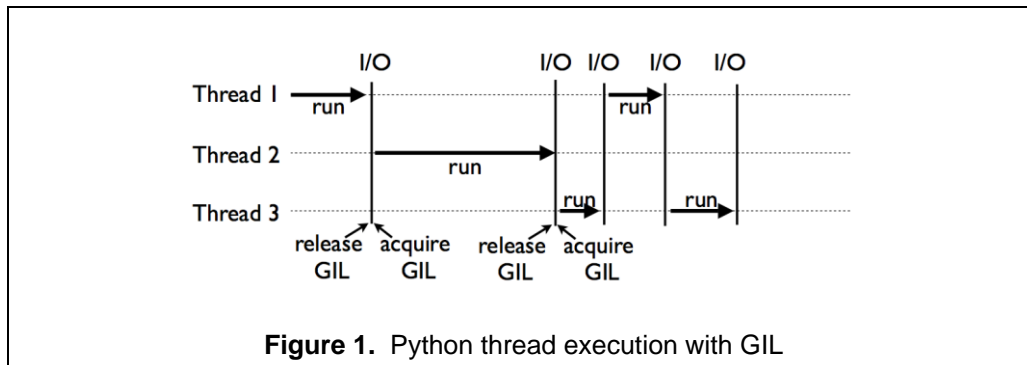 I/O I/O I/O I/O I/O
Thread 1 run run
Thread 2 run
Thread 3 run run
release acquire release acquire
GIL GIL GIL GIL
Figure 1. Python thread execution with GIL